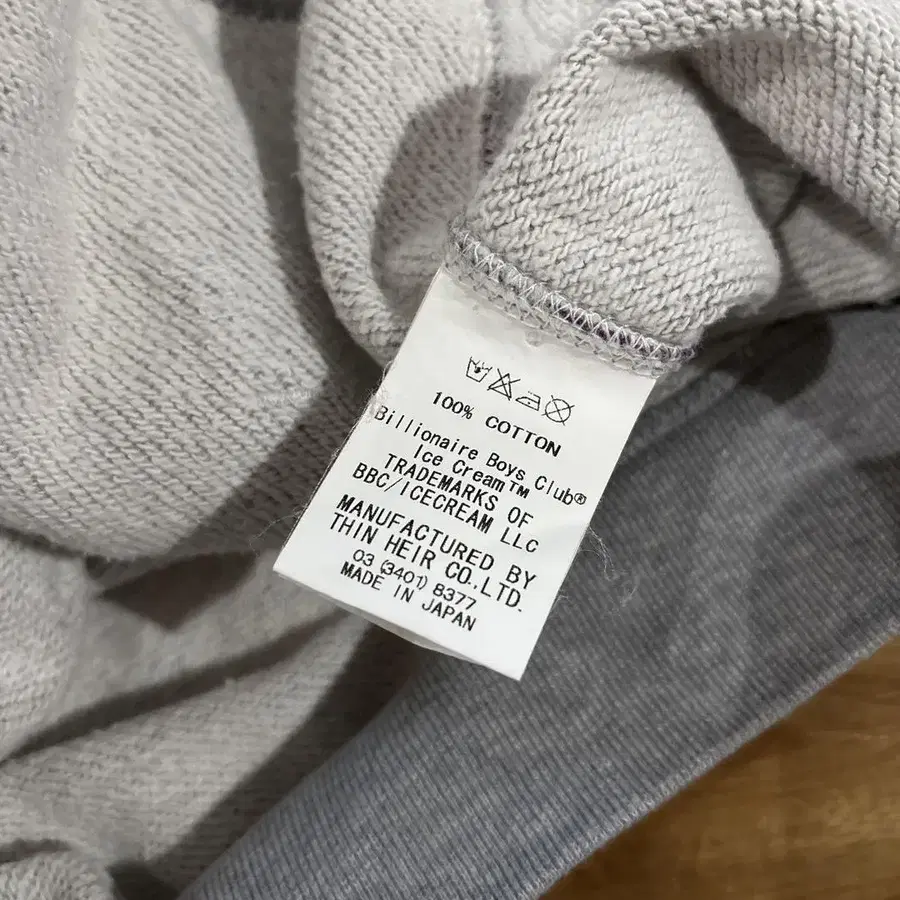 100% COTTON
Billionaire Boys Club®
Ice Cream™
TRADEMARKS OF
BBC/ICECREAM LLC
MANUFACTURED BY
THIN HEIR CO.,LTD.
03 (3401) 8377
MADE IN JAPAN